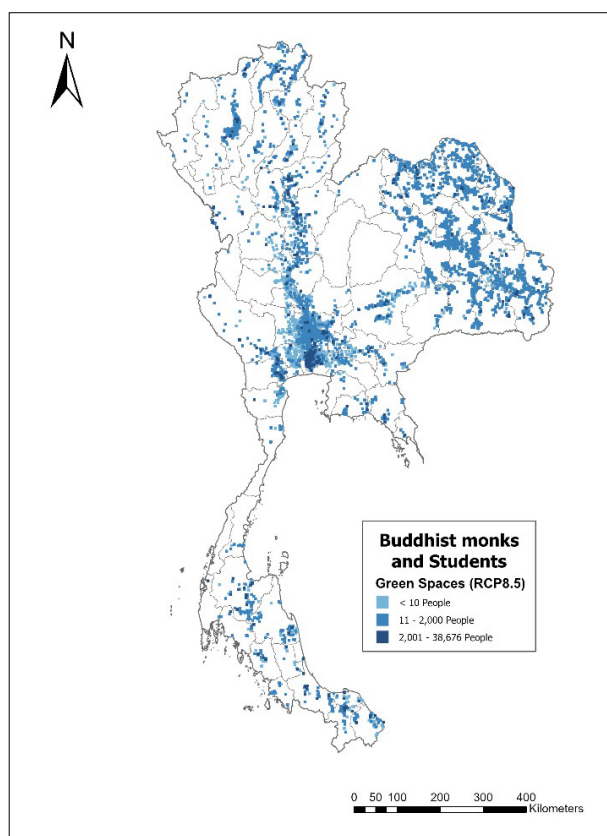 N
Buddhist monks
and Students
Green Spaces (RCP8.5)
< 10 People
11 - 2,000 People
2,001 - 38,676 People
0 50 100 200 300 400
Kilometers